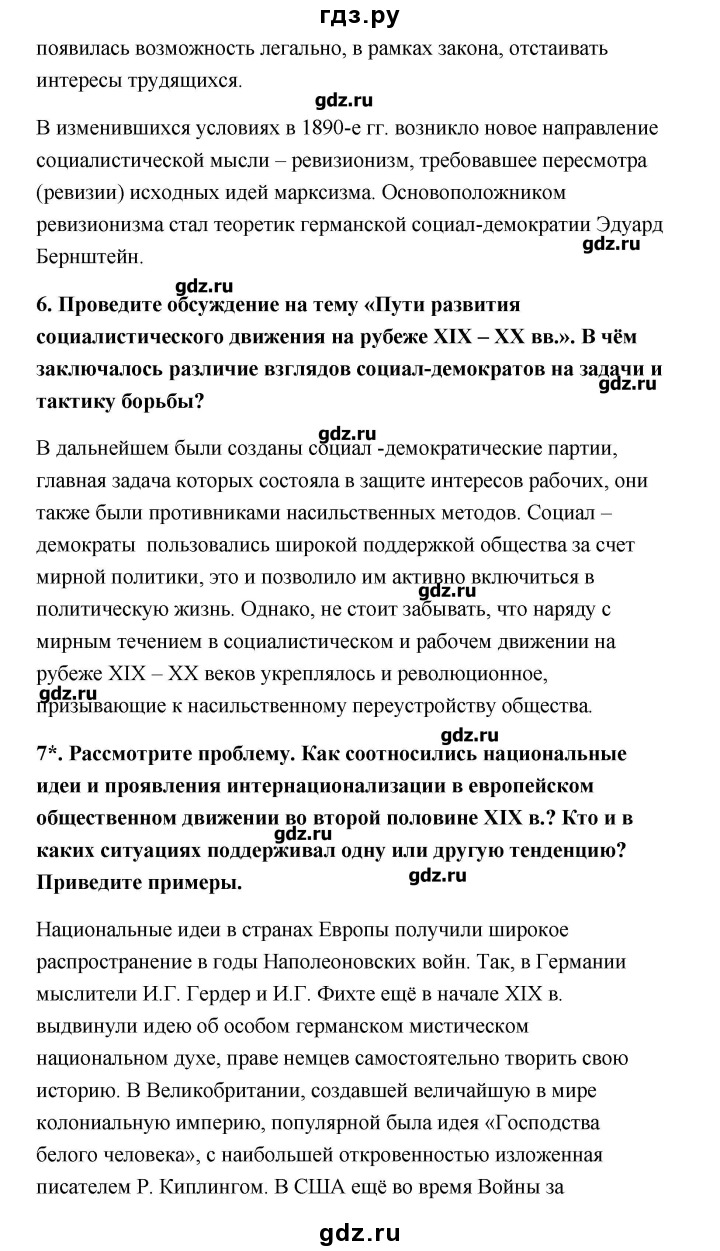 гдз.ру
появилась возможность легально, в рамках закона, отстаивать
интересы трудящихся.
gdz.ru
В изменившихся условиях в 1890-е гг. возникло новое направление
социалистической мысли – ревизионизм, требовавшее пересмотра
(ревизии) исходных идей марксизма. Основоположником
ревизионизма стал теоретик германской социал-демократии Эдуард
gdz.ru
Бернштейн.
gdz.ru
6. Проведите обсуждение на тему «Пути развития
социалистического движения на рубеже XIX – XX вв.». В чём
заключалось различие взглядов социал-демократов на задачи и
gdz.ru
тактику борьбы?
gdz.ru
В дальнейшем были созданы социал -демократические партии,
главная задача которых состояла в защите интересов рабочих, они
также были противниками насильственных методов. Социал –
демократы  пользовались широкой поддержкой общества за счет
мирной политики, это и позволило им активно включиться в
gdz.ru
политическую жизнь. Однако, не стоит забывать, что наряду с
мирным течением в социалистическом и рабочем движении на
рубеже XIX – XX веков укреплялось и революционное,
gdz.ru
призывающие к насильственному переустройству общества.
gdz.ru
7*. Рассмотрите проблему. Как соотносились национальные
идеи и проявления интернационализации в европейском
общественном движении во второй половине XIX в.? Кто и в
gdz.ru
каких ситуациях поддерживал одну или другую тенденцию?
gdz.ru
Приведите примеры.
Национальные идеи в странах Европы получили широкое
распространение в годы Наполеоновских войн. Так, в Германии
мыслители И.Г. Гердер и И.Г. Фихте ещё в начале XIX в.
выдвинули идею об особом германском мистическом
национальном духе, праве немцев самостоятельно творить свою
историю. В Великобритании, создавшей величайшую в мире
колониальную империю, популярной была идея «Господства
белого человека», с наибольшей откровенностью изложенная
писателем Р. Киплингом. В США ещё во время Войны за
gdz.ru